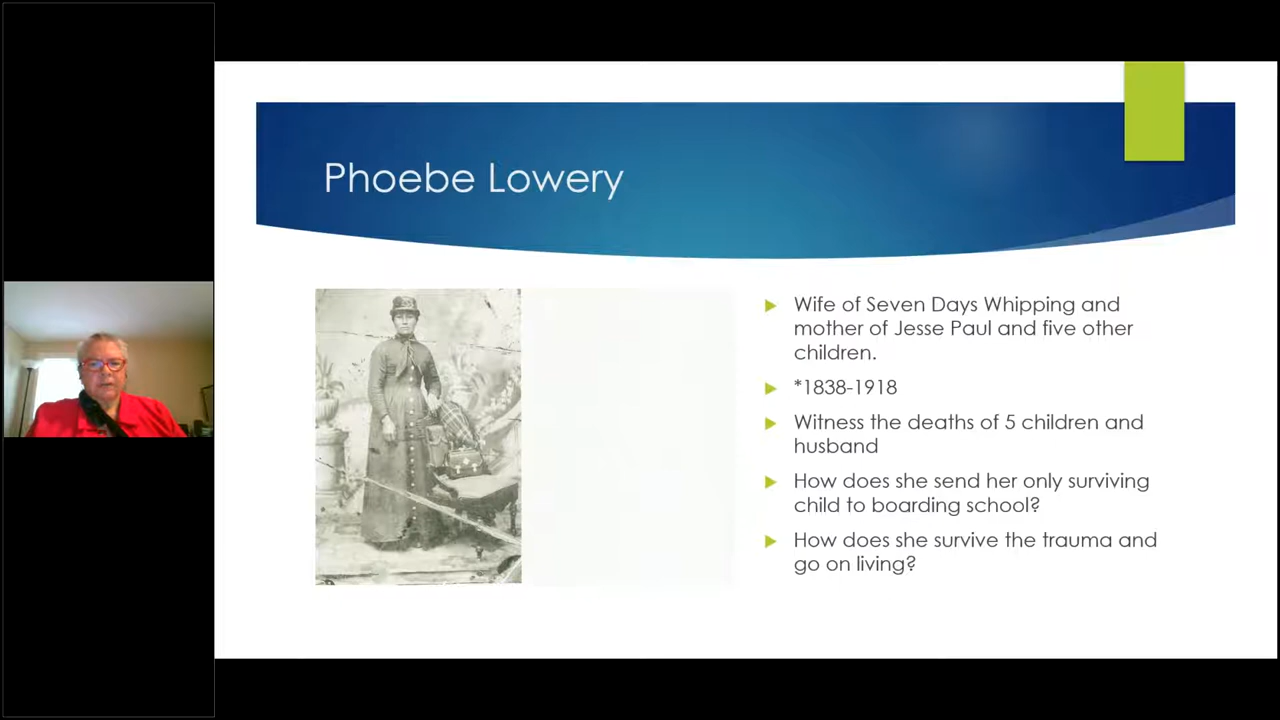 Phoebe Lowery
Wife of Seven Days Whipping and
mother of Jesse Paul and five other
children.
*1838-1918
Witness the deaths of 5 children and
husband
How does she send her only surviving
child to boarding school?
How does she survive the trauma and
go on living?